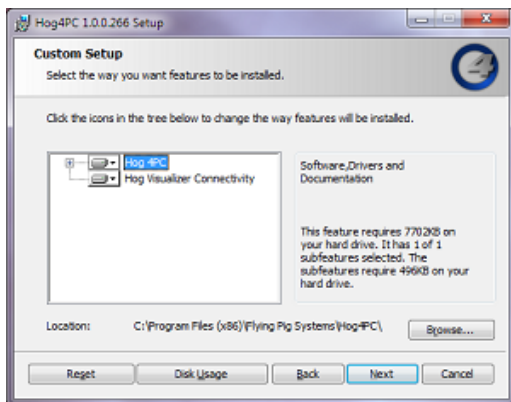 Hog4PC 1.0.0.266 Setup
Custom Setup
Select the way you want features to be installed.
4
Click the icons in the tree below to change the way features will be installed.
Hog 4PC
Hog Visualizer Connectivity
Software,Drivers and
Documentation
This feature requires 7702KB on
your hard drive. It has 1 of 1
subfeatures selected. The
subfeatures require 496KB on your
hard drive.
Location: C:\Program Files (x86)\Flying Pig Systems\Hog4PC\
Browse...
Reset Disk Usage Back Next Cancel